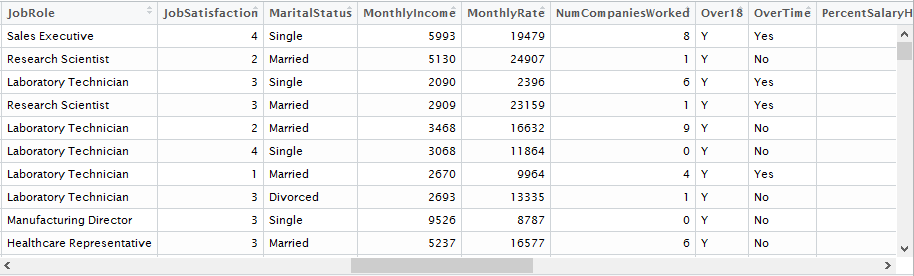 JobRole JobSatisfaction MaritalStatus MonthlyIncome MonthlyRate NumCompaniesWorked Over18 OverTime PercentSalaryH
Sales Executive 4 Single 5993 19479 8 Y Yes
Research Scientist 2 Married 5130 24907 1 Y No
Laboratory Technician 3 Single 2090 2396 6 Y Yes
Research Scientist 3 Married 2909 23159 1 Y Yes
Laboratory Technician 2 Married 3468 16632 9 Y No
Laboratory Technician 4 Single 3068 11864 0 Y No
Laboratory Technician 1 Married 2670 9964 4 Y Yes
Laboratory Technician 3 Divorced 2693 13335 1 Y No
Manufacturing Director 3 Single 9526 8787 0 Y No
Healthcare Representative 3 Married 5237 16577 6 Y No